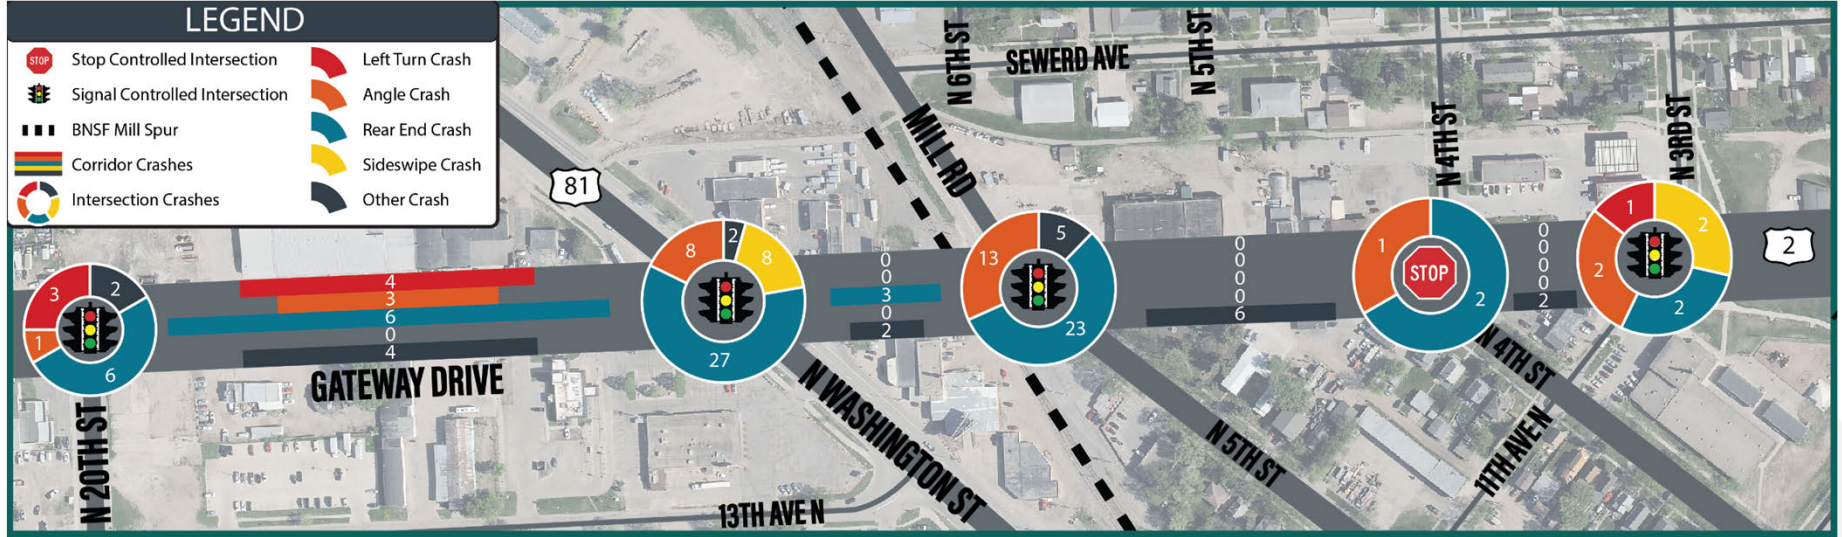 LEGEND
STOP Stop Controlled Intersection
Signal Controlled Intersection
BNSF Mill Spur
Corridor Crashes
Intersection Crashes
Left Turn Crash
Angle Crash
Rear End Crash
Sideswipe Crash
Other Crash
N 6TH ST
SEWERD AVE
N 5TH ST
N 4TH ST
N 3RD ST
MILL RD
81
2
3
2
1
6
4
3
6
0
4
GATEWAY DRIVE
N 20TH ST
8
2
8
27
0
0
3
0
2
N WASHINGTON ST
13TH AVE N
13
5
23
0
0
0
0
6
N 5TH ST
1
STOP
2
N 4TH ST
0
0
0
0
2
11TH AVE N
1
2
2
2